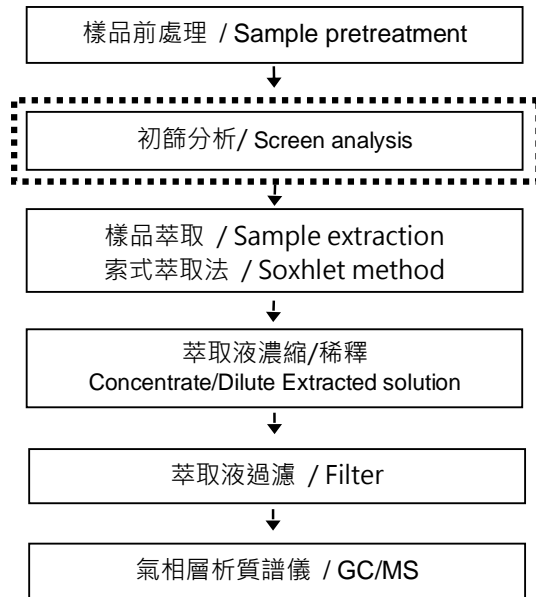 樣品前處理 / Sample pretreatment
初篩分析/ Screen analysis
樣品萃取 / Sample extraction
索式萃取法 / Soxhlet method
萃取液濃縮/稀釋
Concentrate/Dilute Extracted solution
萃取液過濾 / Filter
氣相層析質譜儀 / GC/MS